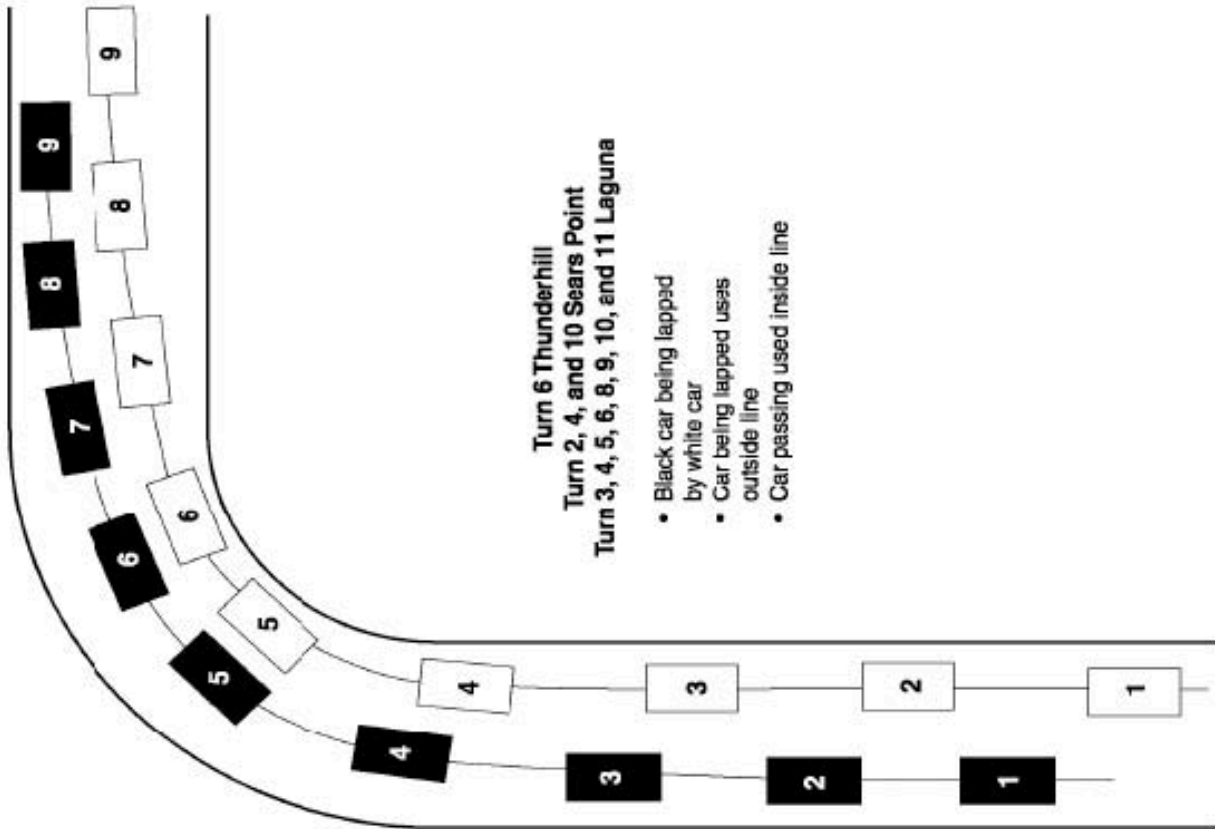 Turn 6 Thunderhill
Turn 2, 4, and 10 Sears Point
Turn 3, 4, 5, 6, 8, 9, 10, and 11 Laguna
• Black car being lapped
by white car
• Car being lapped uses
outside line
• Car passing used inside line
1
2
3
4
5
6
7
8
9
1
2
3
4
5
6
7
8
9